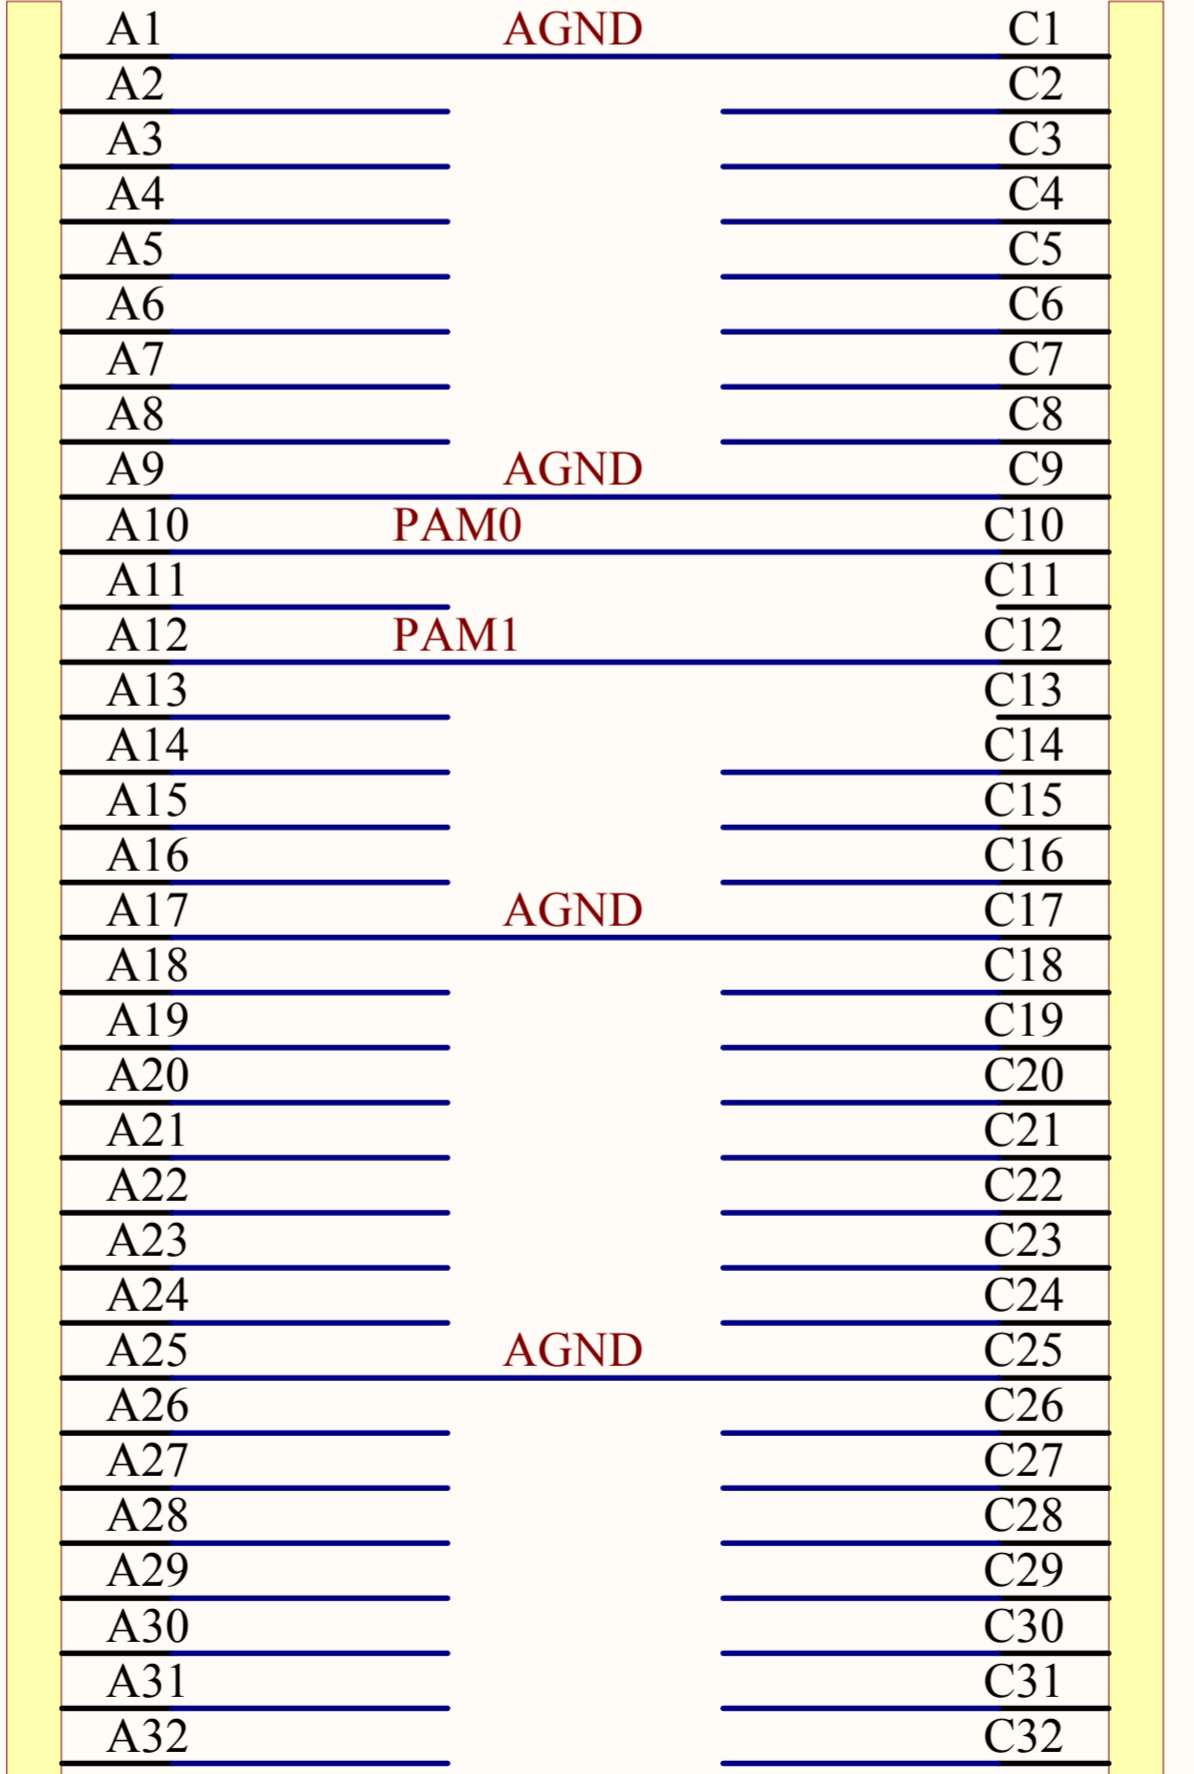 A1 AGND C1
A2 C2
A3 C3
A4 C4
A5 C5
A6 C6
A7 C7
A8 C8
A9 AGND C9
A10 PAM0 C10
A11 C11
A12 PAM1 C12
A13 C13
A14 C14
A15 C15
A16 C16
A17 AGND C17
A18 C18
A19 C19
A20 C20
A21 C21
A22 C22
A23 C23
A24 C24
A25 AGND C25
A26 C26
A27 C27
A28 C28
A29 C29
A30 C30
A31 C31
A32 C32